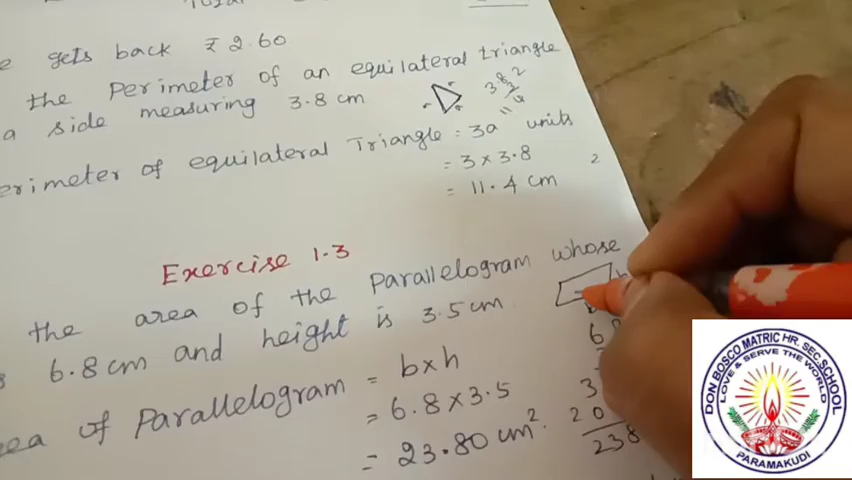 gets back ₹ 2.60
the Perimeter of an equilateral triangle
a side measuring 3.8 cm
Perimeter of equilateral Triangle = 3a units
= 3 × 3.8
= 11.4 cm
Exercise 1.3
the area of the Parallelogram whose
6.8 cm and height is 3.5 cm.
Area of Parallelogram = b×h
= 6.8 × 3.5
= 23.80 cm².
238
DON BOSCO MATRIC HR. SEC. SCHOOL
LOVE & SERVE THE WORLD
PARAMAKUDI